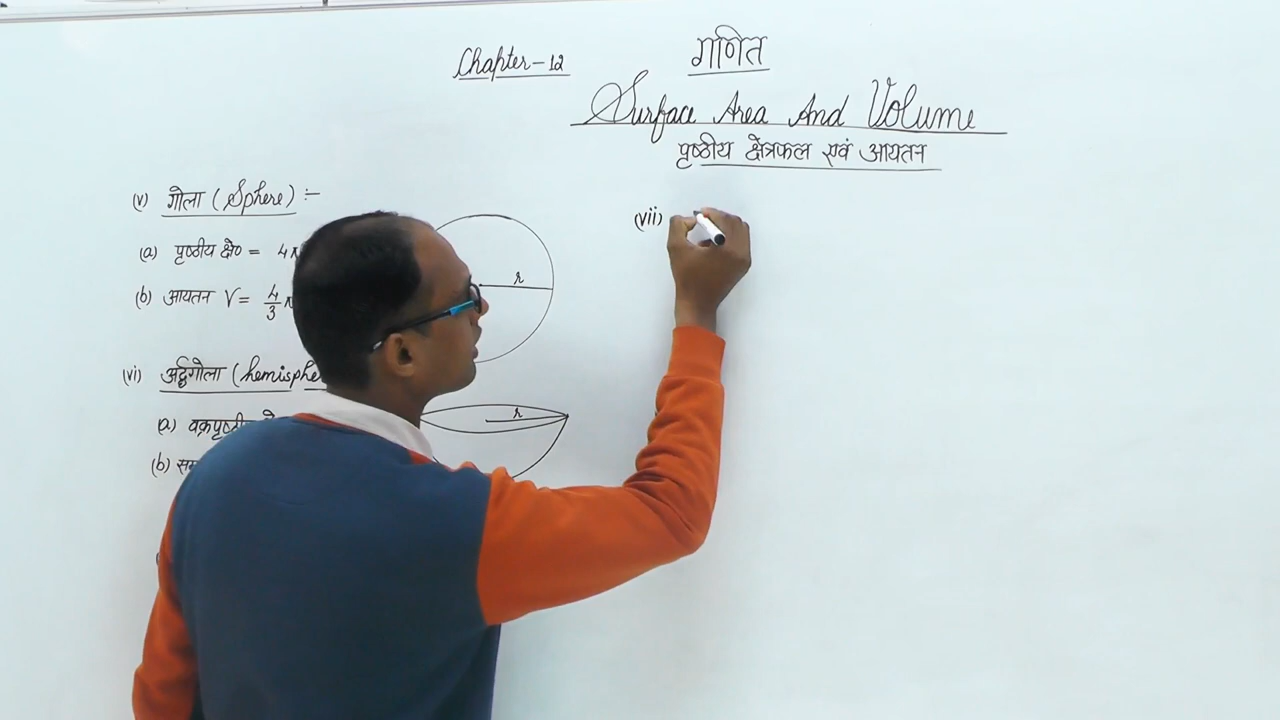 Chapter-12
गणित
Surface Area And Volume
पृष्ठीय क्षेत्रफल एवं आयतन
(v) गोला (Sphere) :-
(a) पृष्ठीय क्षे० = 4π
(b) आयतन V = 4/3 π
r
(vi) अर्द्धगोला (hemisphe
(a) वक्रपृष्ठीय
(b)
r
(vii)